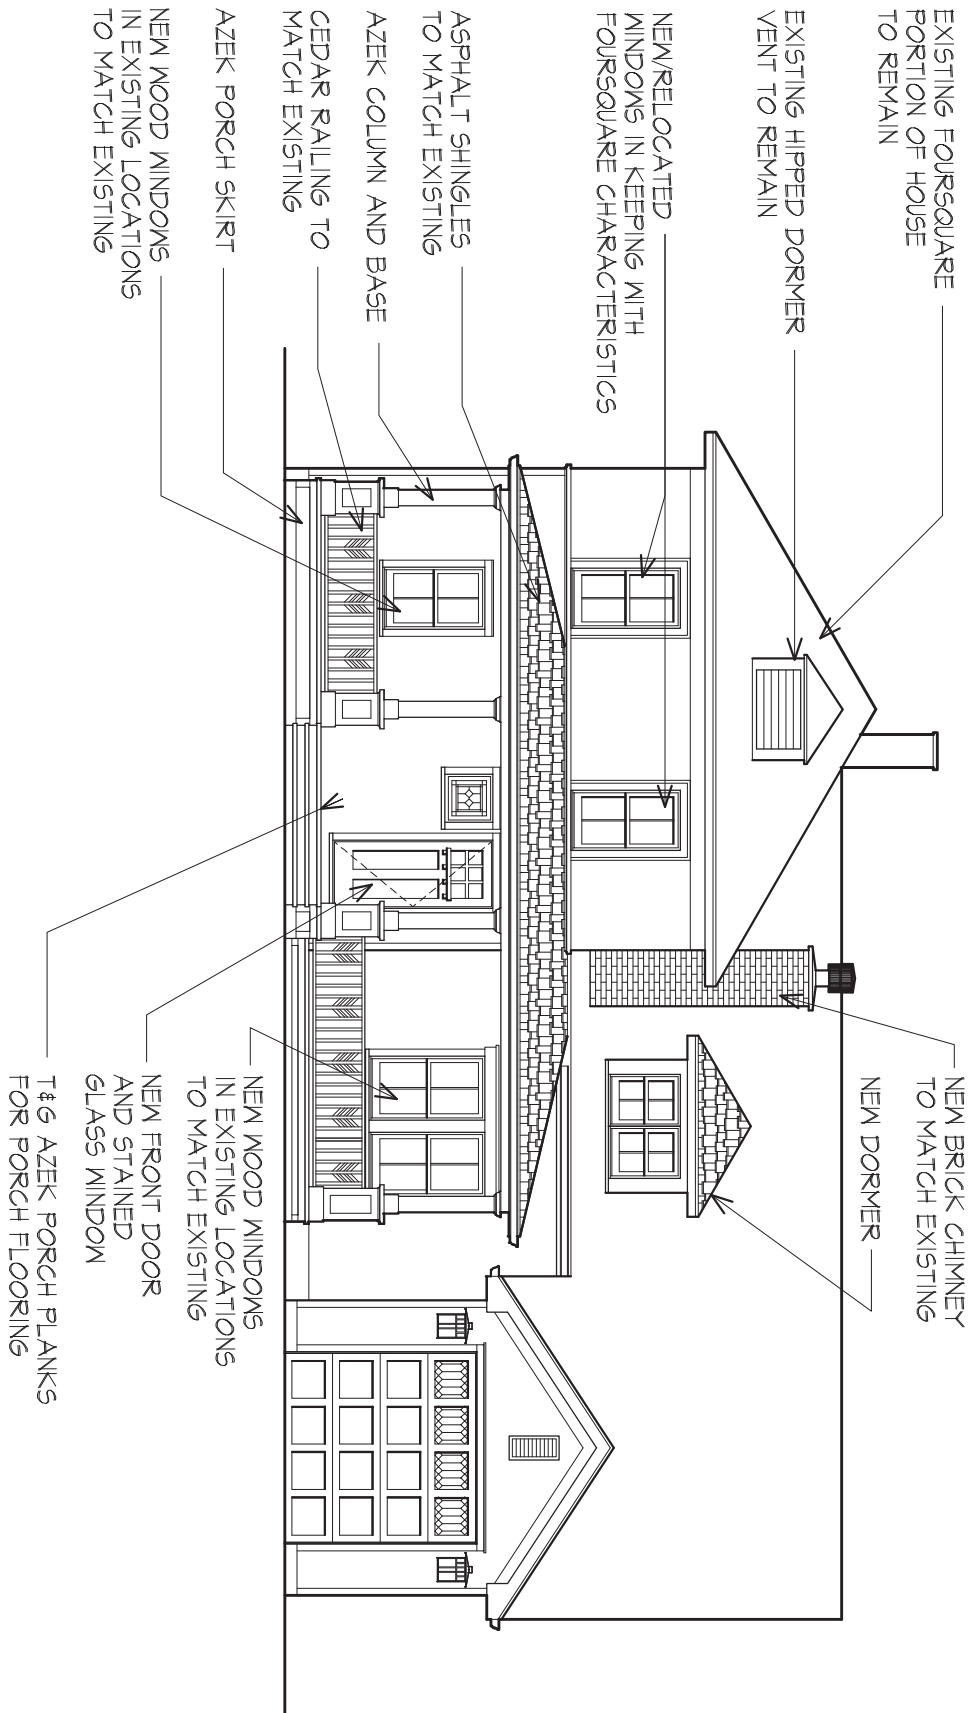 EXISTING FOURSQUARE
PORTION OF HOUSE
TO REMAIN
EXISTING HIPPED DORMER
VENT TO REMAIN
NEW/RELOCATED
WINDOWS IN KEEPING WITH
FOURSQUARE CHARACTERISTICS
ASPHALT SHINGLES
TO MATCH EXISTING
AZEK COLUMN AND BASE
CEDAR RAILING TO
MATCH EXISTING
AZEK PORCH SKIRT
NEW WOOD WINDOWS
IN EXISTING LOCATIONS
TO MATCH EXISTING
NEW BRICK CHIMNEY
TO MATCH EXISTING
NEW DORMER
NEW WOOD WINDOWS
IN EXISTING LOCATIONS
TO MATCH EXISTING
NEW FRONT DOOR
AND STAINED
GLASS WINDOW
T&G AZEK PORCH PLANKS
FOR PORCH FLOORING